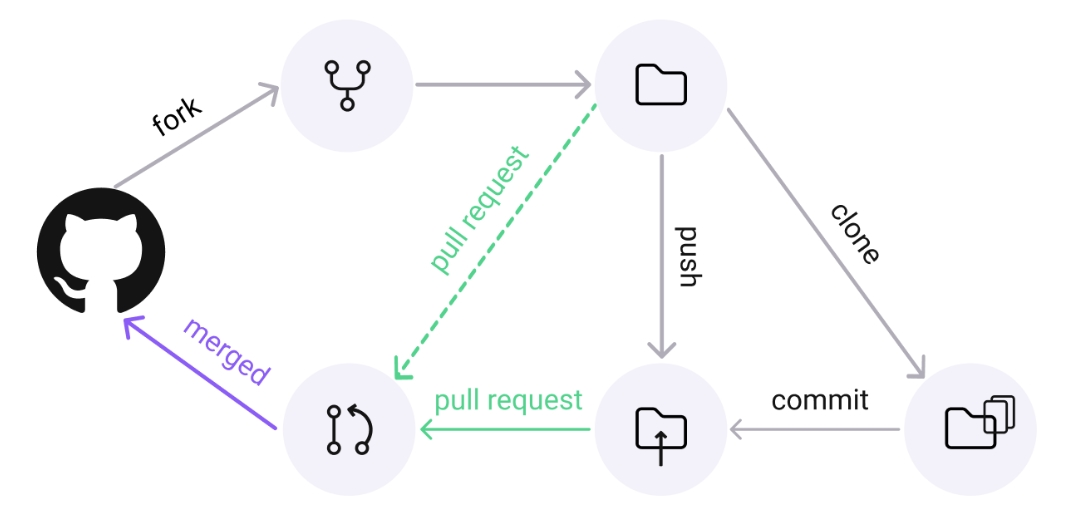 fork
pull request
push
clone
merged
pull request
commit